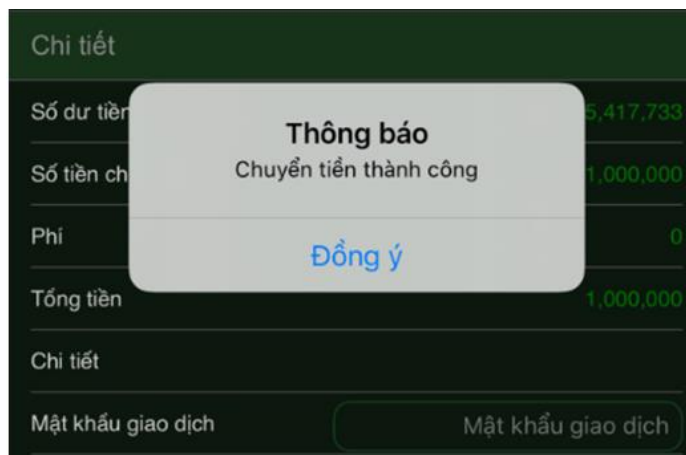 Chi tiết
Số dư tiền 5,417,733
Thông báo
Chuyển tiền thành công
Số tiền ch 1,000,000
Phí 0
Đồng ý
Tổng tiền 1,000,000
Chi tiết
Mật khẩu giao dịch Mật khẩu giao dịch